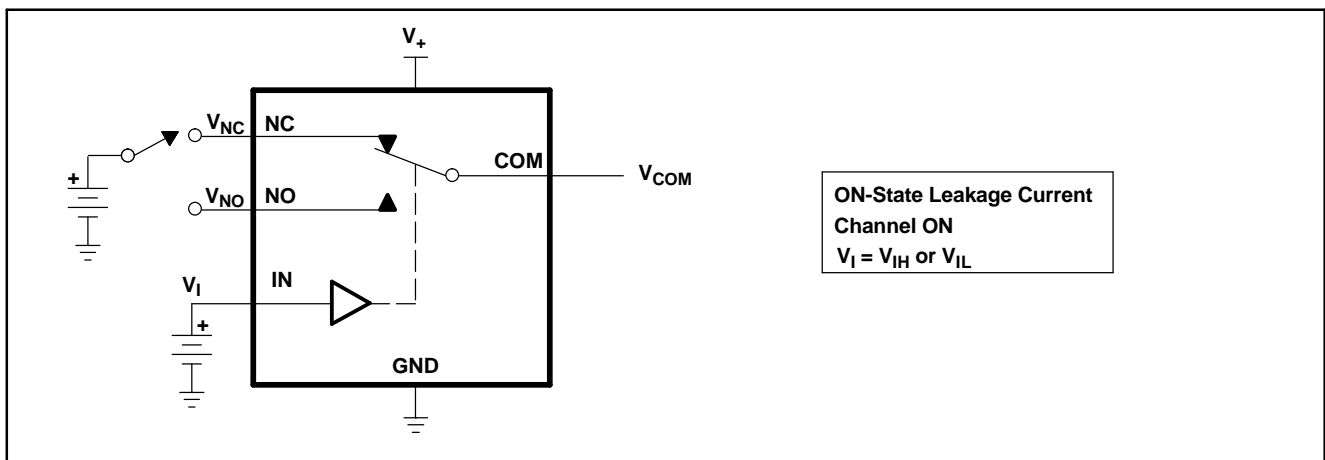 V+
VNC NC
COM
VCOM
+
VNO NO
ON-State Leakage Current
Channel ON
VI = VIH or VIL
VI IN
+
GND